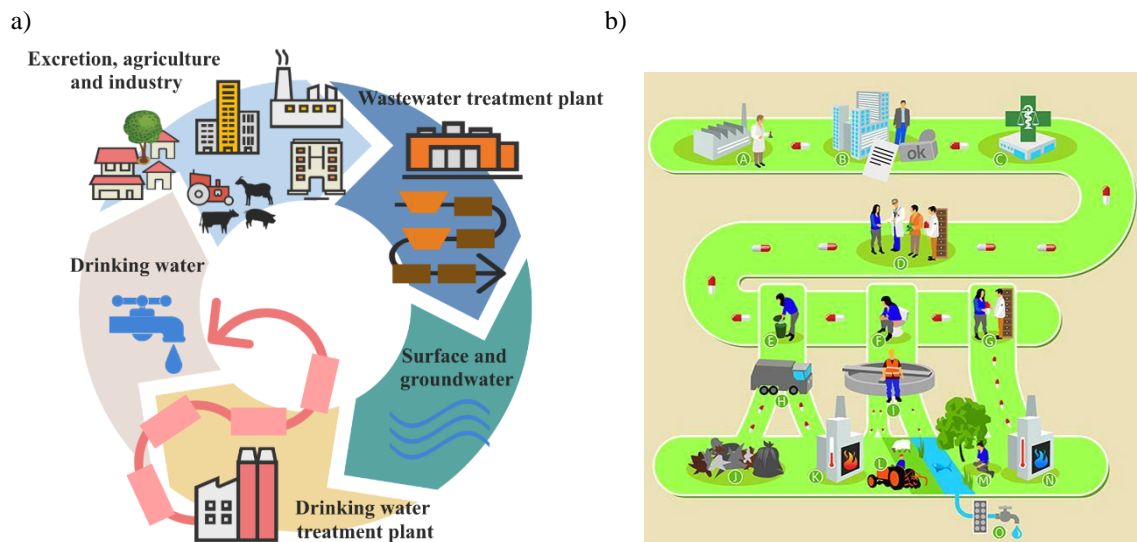 a)
Excretion, agriculture
and industry
Wastewater treatment plant
Drinking water
Surface and
groundwater
Drinking water
treatment plant
b)
A
B
ok
C
D
E
F
G
H
I
J
K
L
M
N
O